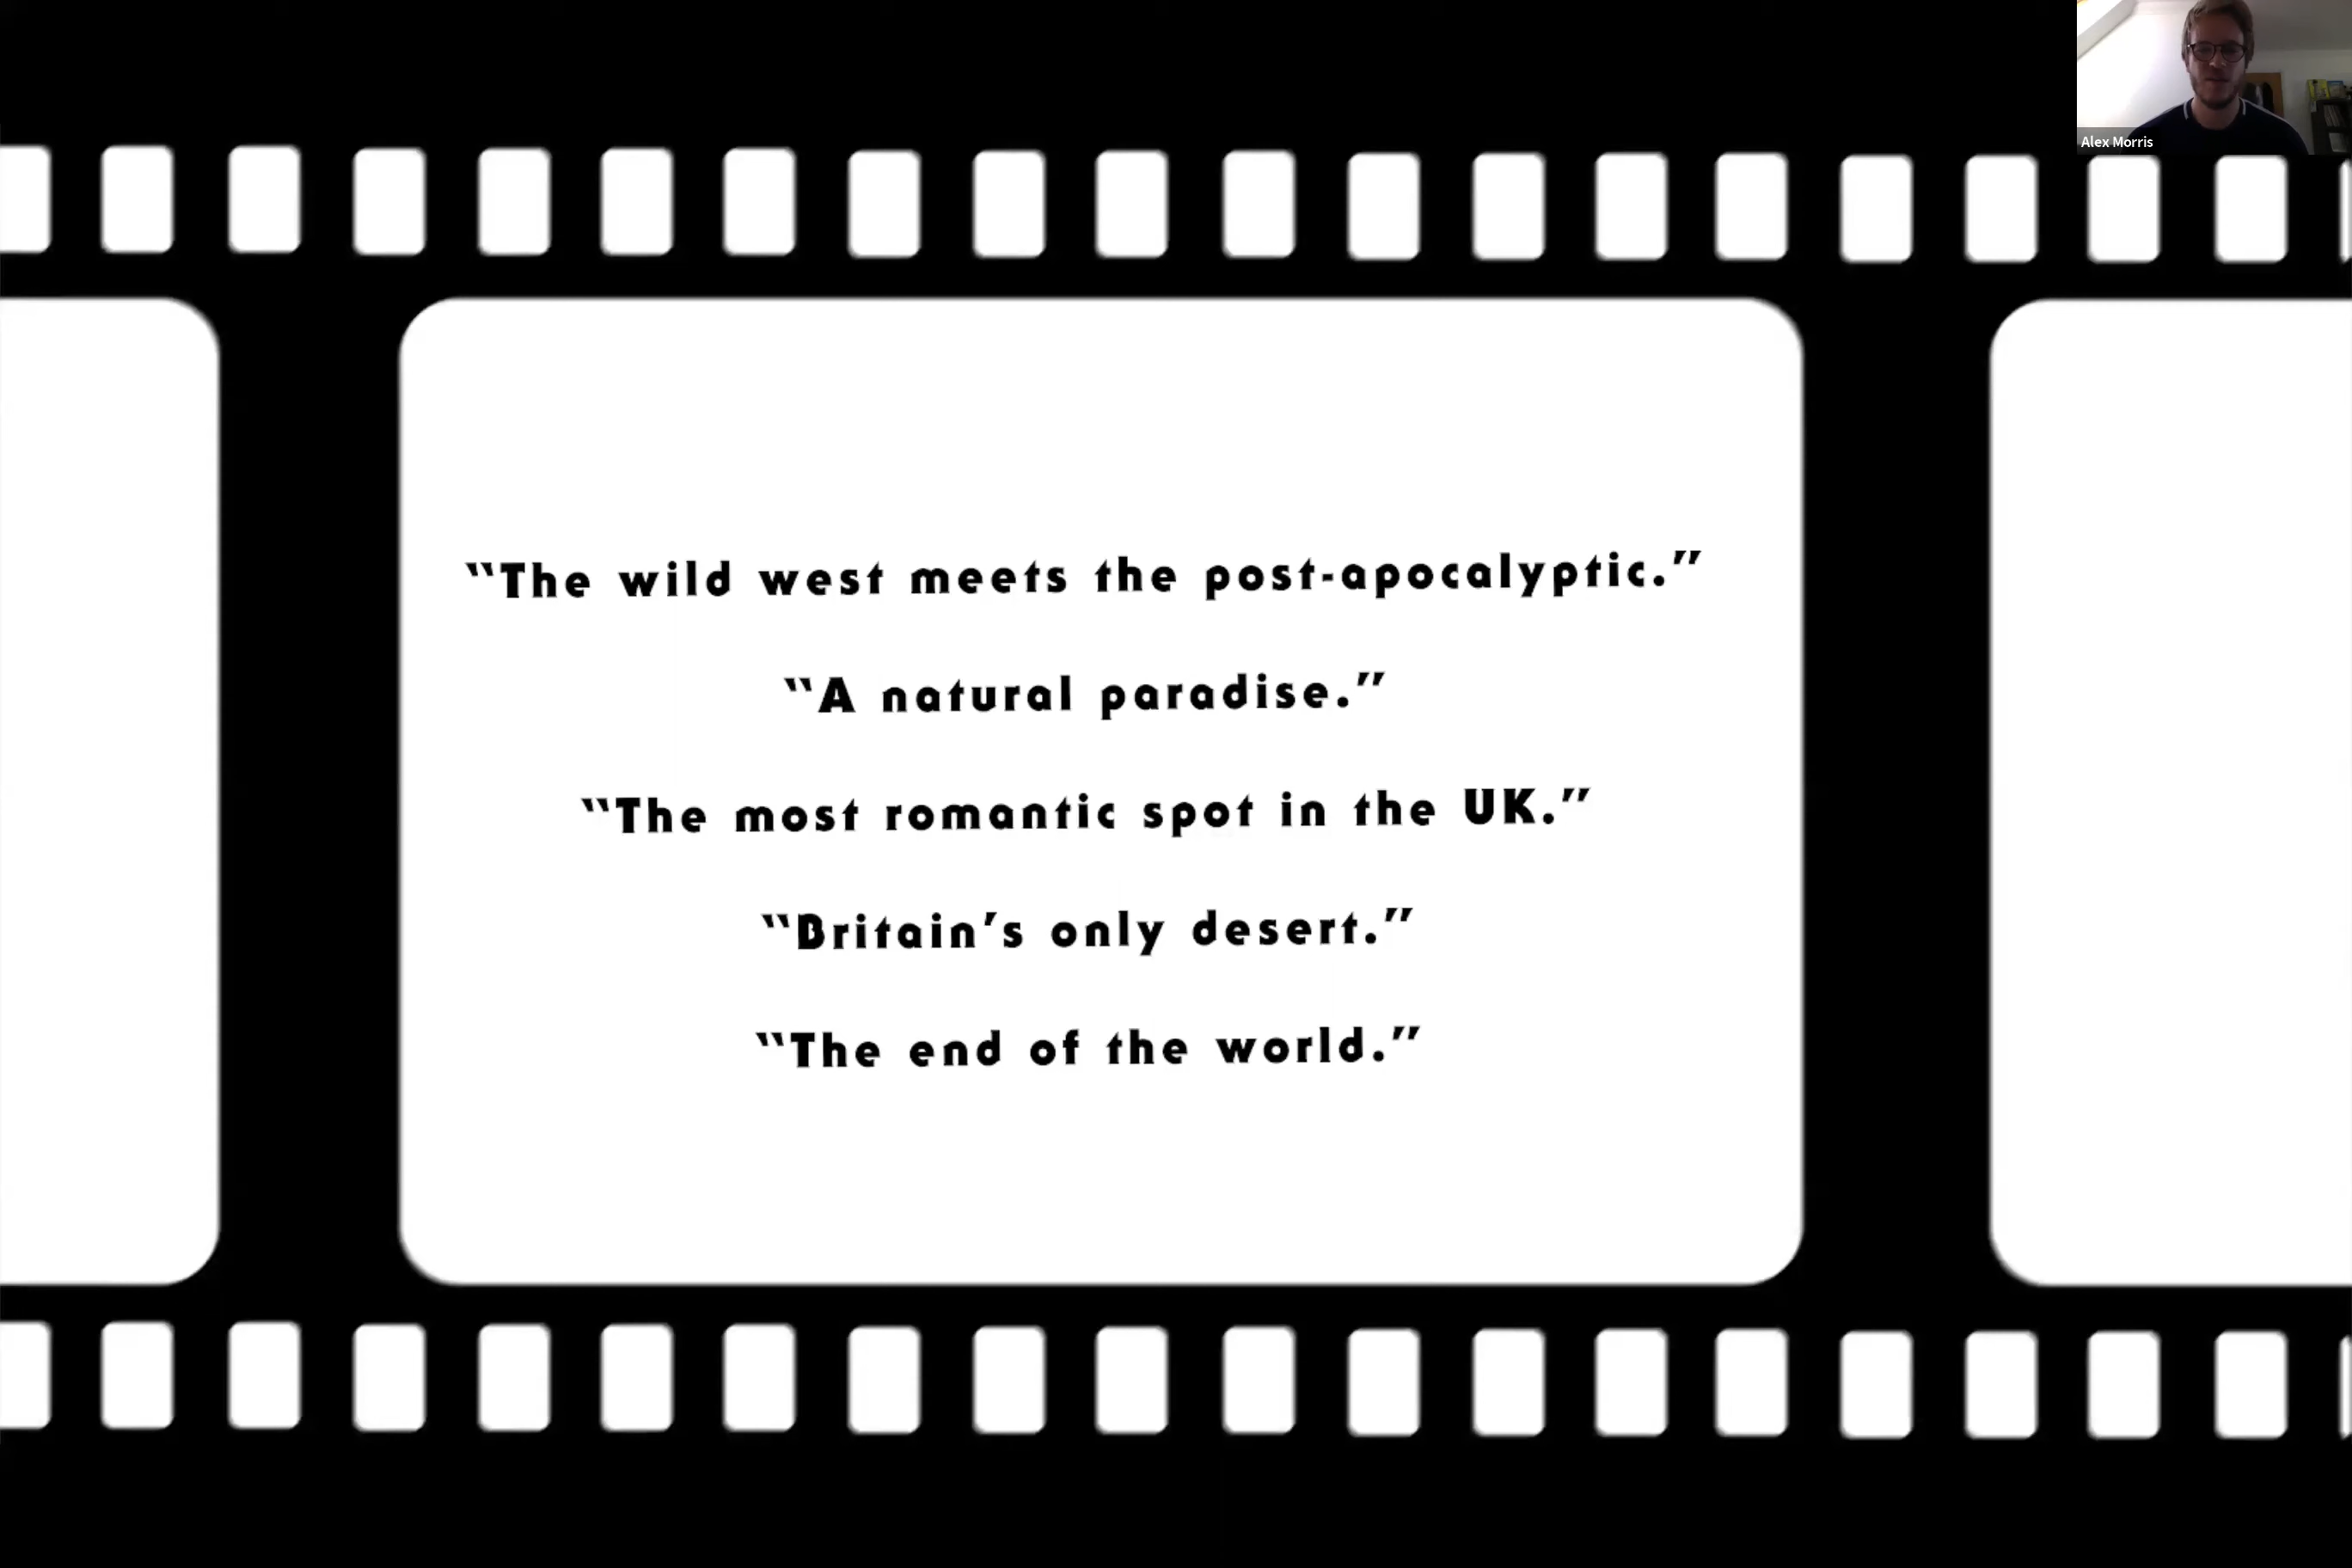 Alex Morris
“The wild west meets the post-apocalyptic.”
“A natural paradise.”
“The most romantic spot in the UK.”
“Britain’s only desert.”
“The end of the world.”